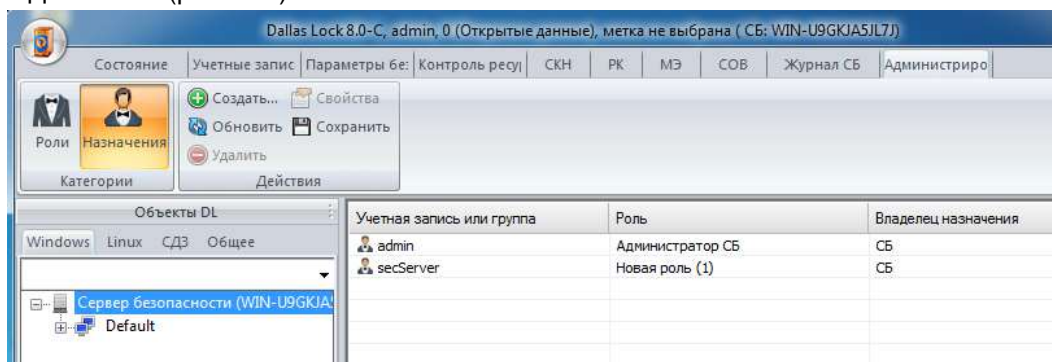 Dallas Lock 8.0-C, admin, 0 (Открытые данные), метка не выбрана ( СБ: WIN-U9GKJA5JL7J)
Состояние Учетные запис Параметры бе: Контроль ресу СКН РК МЭ СОВ Журнал СБ Администриро
Роли Назначения
Создать... Свойства
Обновить Сохранить
Удалить
Категории Действия
Объекты DL
Windows Linux СДЗ Общее
Сервер безопасности (WIN-U9GKJA
Default
Учетная запись или группа Роль Владелец назначения
admin Администратор СБ СБ
secServer Новая роль (1) СБ